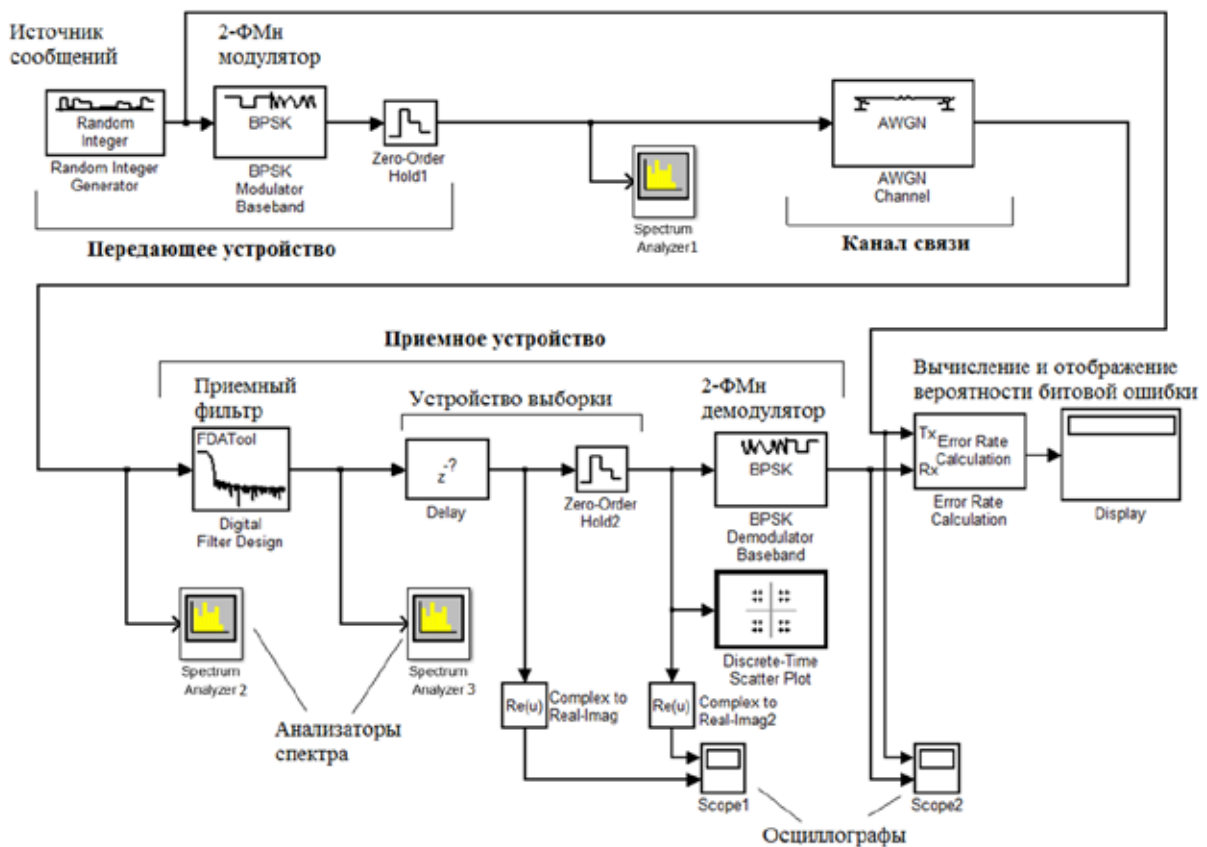 Источник
сообщений
2-ФМн
модулятор
Random
Integer
Random Integer
Generator
BPSK
BPSK
Modulator
Baseband
Zero-Order
Hold1
Spectrum
Analyzer1
AWGN
AWGN
Channel
Передающее устройство
Канал связи
Приемное устройство
Приемный
фильтр
Устройство выборки
2-ФМн
демодулятор
Вычисление и отображение
вероятности битовой ошибки
FDATool
Digital
Filter Design
z-?
Delay
Zero-Order
Hold2
BPSK
BPSK
Demodulator
Baseband
Tx
Rx
Error Rate
Calculation
Error Rate
Calculation
Display
Spectrum
Analyzer 2
Spectrum
Analyzer 3
Discrete-Time
Scatter Plot
Re(u)
Complex to
Real-Imag
Re(u)
Complex to
Real-Imag2
Анализаторы
спектра
Scope1
Scope2
Осциллографы